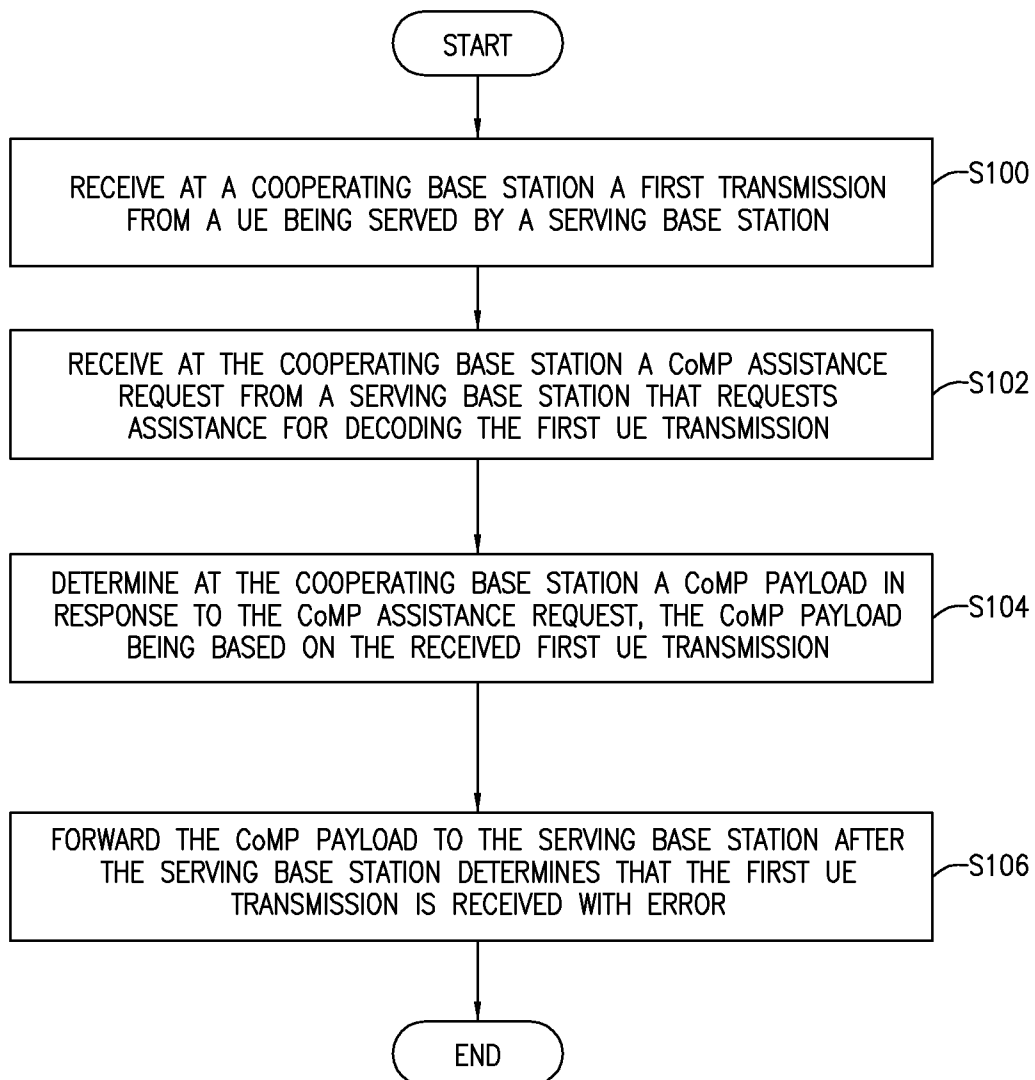 START
RECEIVE AT A COOPERATING BASE STATION A FIRST TRANSMISSION
FROM A UE BEING SERVED BY A SERVING BASE STATION
S100
RECEIVE AT THE COOPERATING BASE STATION A CoMP ASSISTANCE
REQUEST FROM A SERVING BASE STATION THAT REQUESTS
ASSISTANCE FOR DECODING THE FIRST UE TRANSMISSION
S102
DETERMINE AT THE COOPERATING BASE STATION A CoMP PAYLOAD IN
RESPONSE TO THE CoMP ASSISTANCE REQUEST, THE CoMP PAYLOAD
BEING BASED ON THE RECEIVED FIRST UE TRANSMISSION
S104
FORWARD THE CoMP PAYLOAD TO THE SERVING BASE STATION AFTER
THE SERVING BASE STATION DETERMINES THAT THE FIRST UE
TRANSMISSION IS RECEIVED WITH ERROR
S106
END